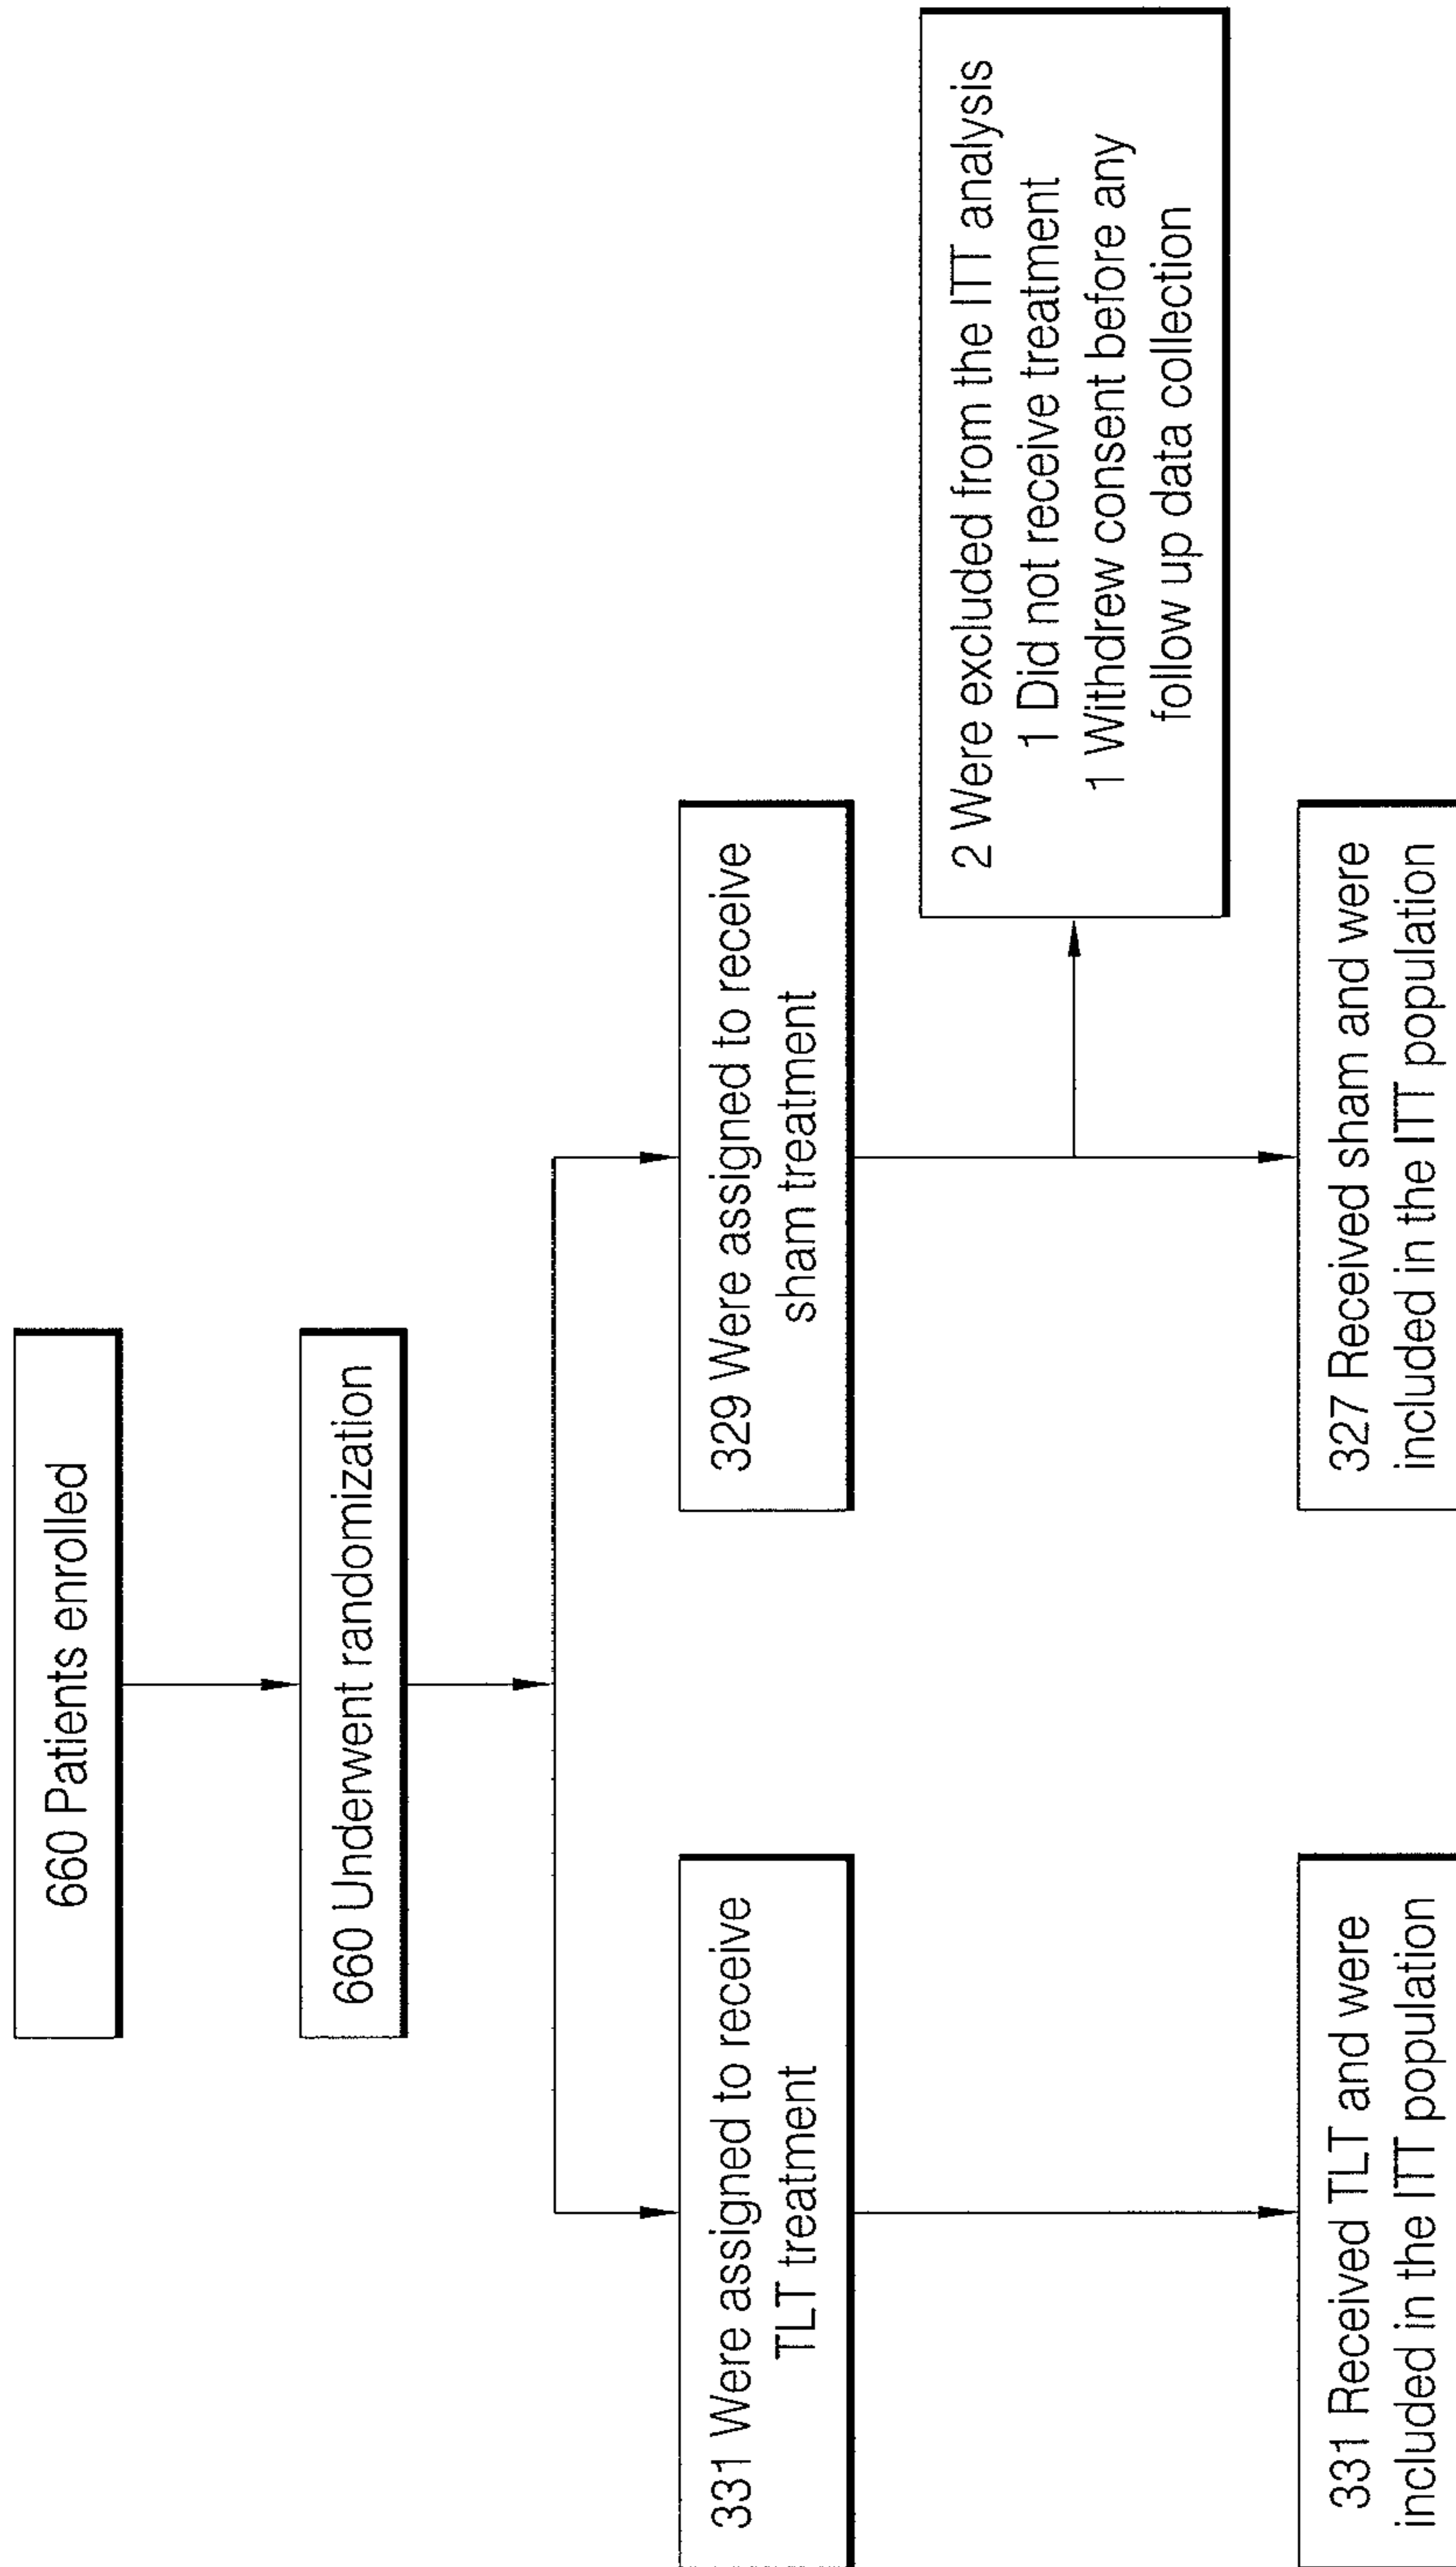 660 Patients enrolled
660 Underwent randomization
331 Were assigned to receive
TLT treatment
329 Were assigned to receive
sham treatment
2 Were excluded from the ITT analysis
1 Did not receive treatment
1 Withdrew consent before any
follow up data collection
331 Received TLT and were
included in the ITT population
327 Received sham and were
included in the ITT population